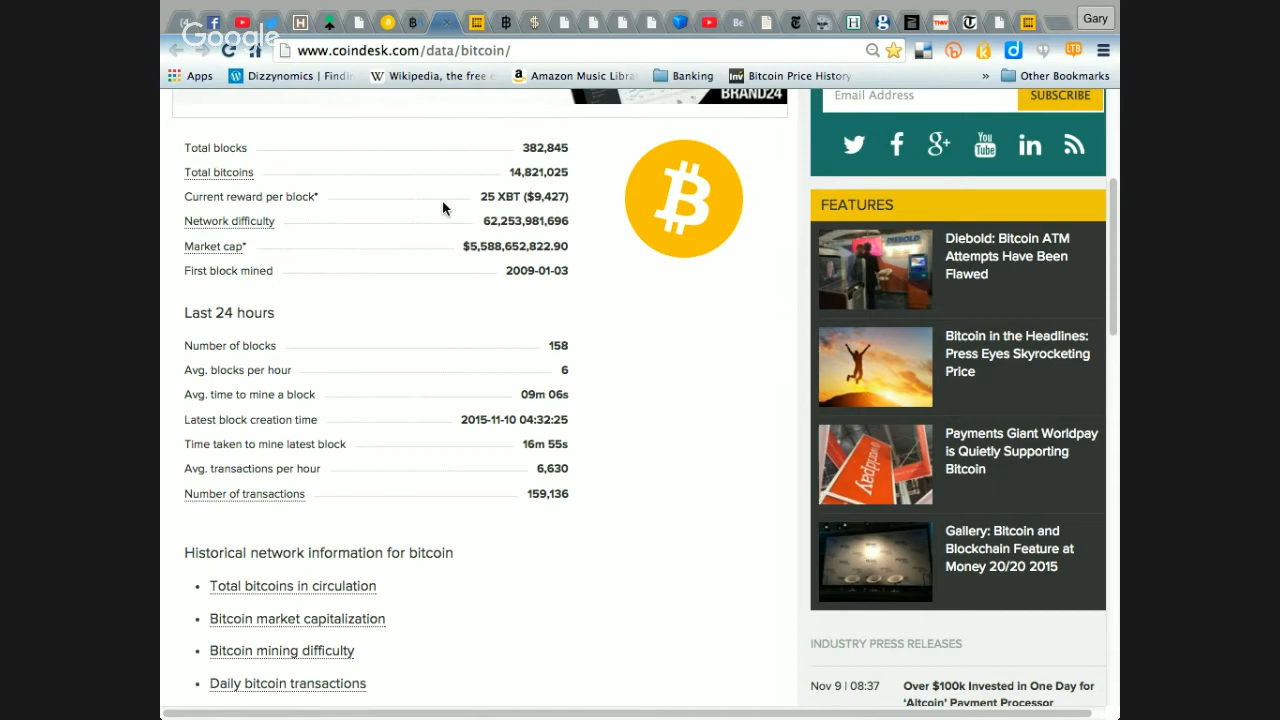 Google
Gary
www.coindesk.com/data/bitcoin/
Apps
Dizzynomics | Findin
Wikipedia, the free e
Amazon Music Libra
Banking
Bitcoin Price History
»
Other Bookmarks
BRAND24
Email Address
SUBSCRIBE
Total blocks 382,845
Total bitcoins 14,821,025
Current reward per block* 25 XBT ($9,427)
Network difficulty 62,253,981,696
Market cap* $5,588,652,822.90
First block mined 2009-01-03
Last 24 hours
Number of blocks 158
Avg. blocks per hour 6
Avg. time to mine a block 09m 06s
Latest block creation time 2015-11-10 04:32:25
Time taken to mine latest block 16m 55s
Avg. transactions per hour 6,630
Number of transactions 159,136
Historical network information for bitcoin
• Total bitcoins in circulation
• Bitcoin market capitalization
• Bitcoin mining difficulty
• Daily bitcoin transactions
You
Tube
FEATURES
Diebold: Bitcoin ATM
Attempts Have Been
Flawed
Bitcoin in the Headlines:
Press Eyes Skyrocketing
Price
worldpay
Payments Giant Worldpay
is Quietly Supporting
Bitcoin
Gallery: Bitcoin and
Blockchain Feature at
Money 20/20 2015
INDUSTRY PRESS RELEASES
Nov 9 | 08:37 Over $100k Invested in One Day for
'Altcoin' Payment Processor